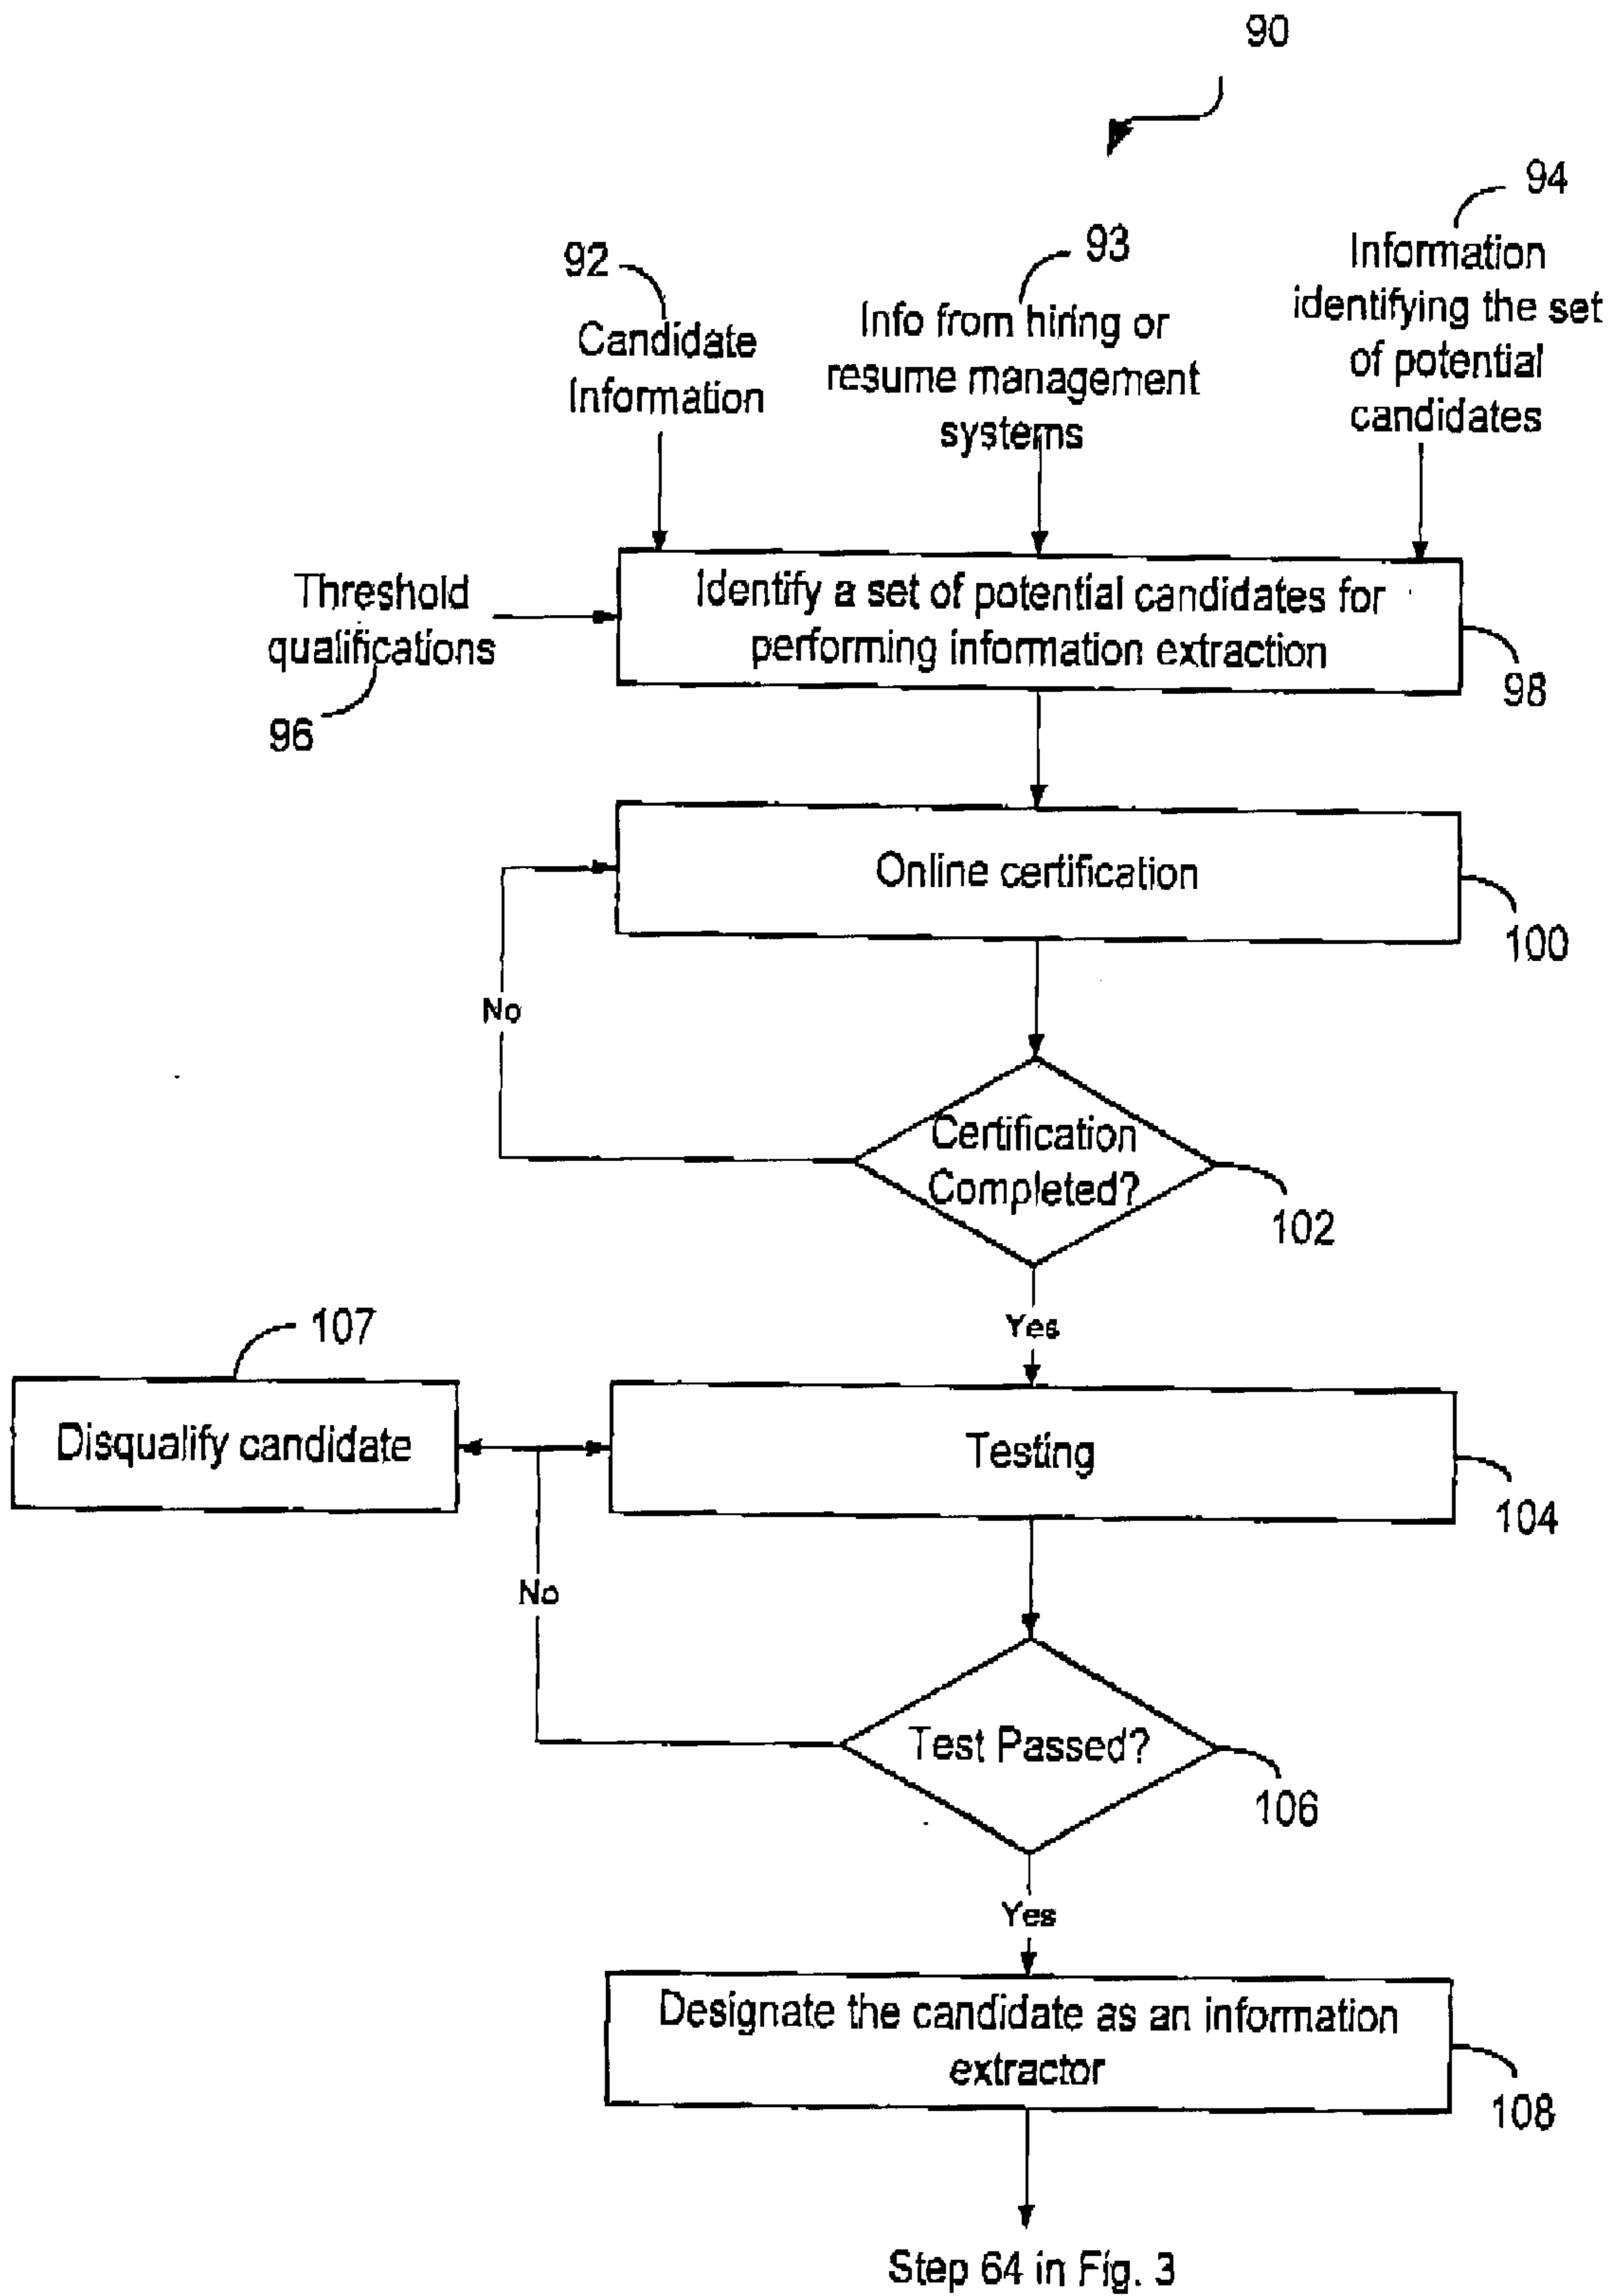 90
94
Information
identifying the set
of potential
candidates
93
Info from hiring or
resume management
systems
92
Candidate
Information
Threshold
qualifications
96
Identify a set of potential candidates for
performing information extraction
98
Online certification
100
No
Certification
Completed?
102
Yes
107
Disqualify candidate
Testing
104
No
Test Passed?
106
Yes
Designate the candidate as an information
extractor
108
Step 64 in Fig. 3